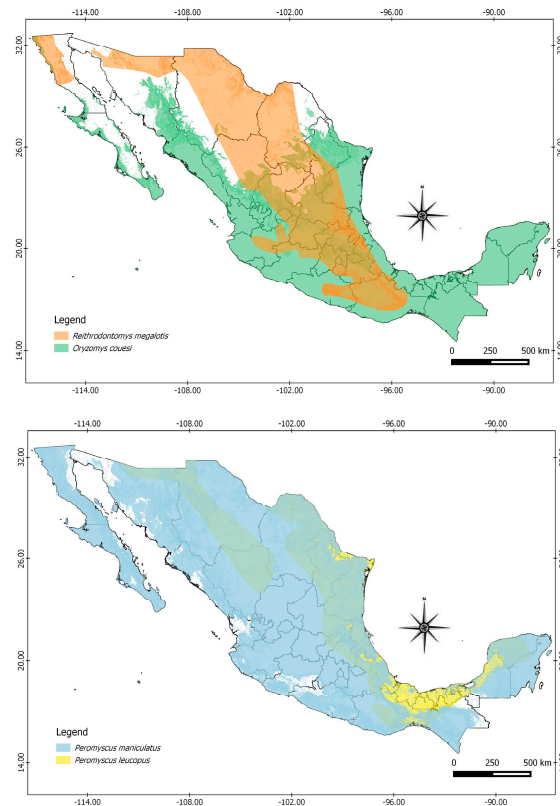 -114.00 -108.00 -102.00 -96.00 -90.00
32.00
26.00
20.00
14.00
N
Legend
Reithrodontomys megalotis
Oryzomys couesi
0 250 500 km
-114.00 -108.00 -102.00 -96.00 -90.00
-114.00 -108.00 -102.00 -96.00 -90.00
32.00
26.00
20.00
14.00
N
Legend
Peromyscus maniculatus
Peromyscus leucopus
0 250 500 km
-114.00 -108.00 -102.00 -96.00 -90.00